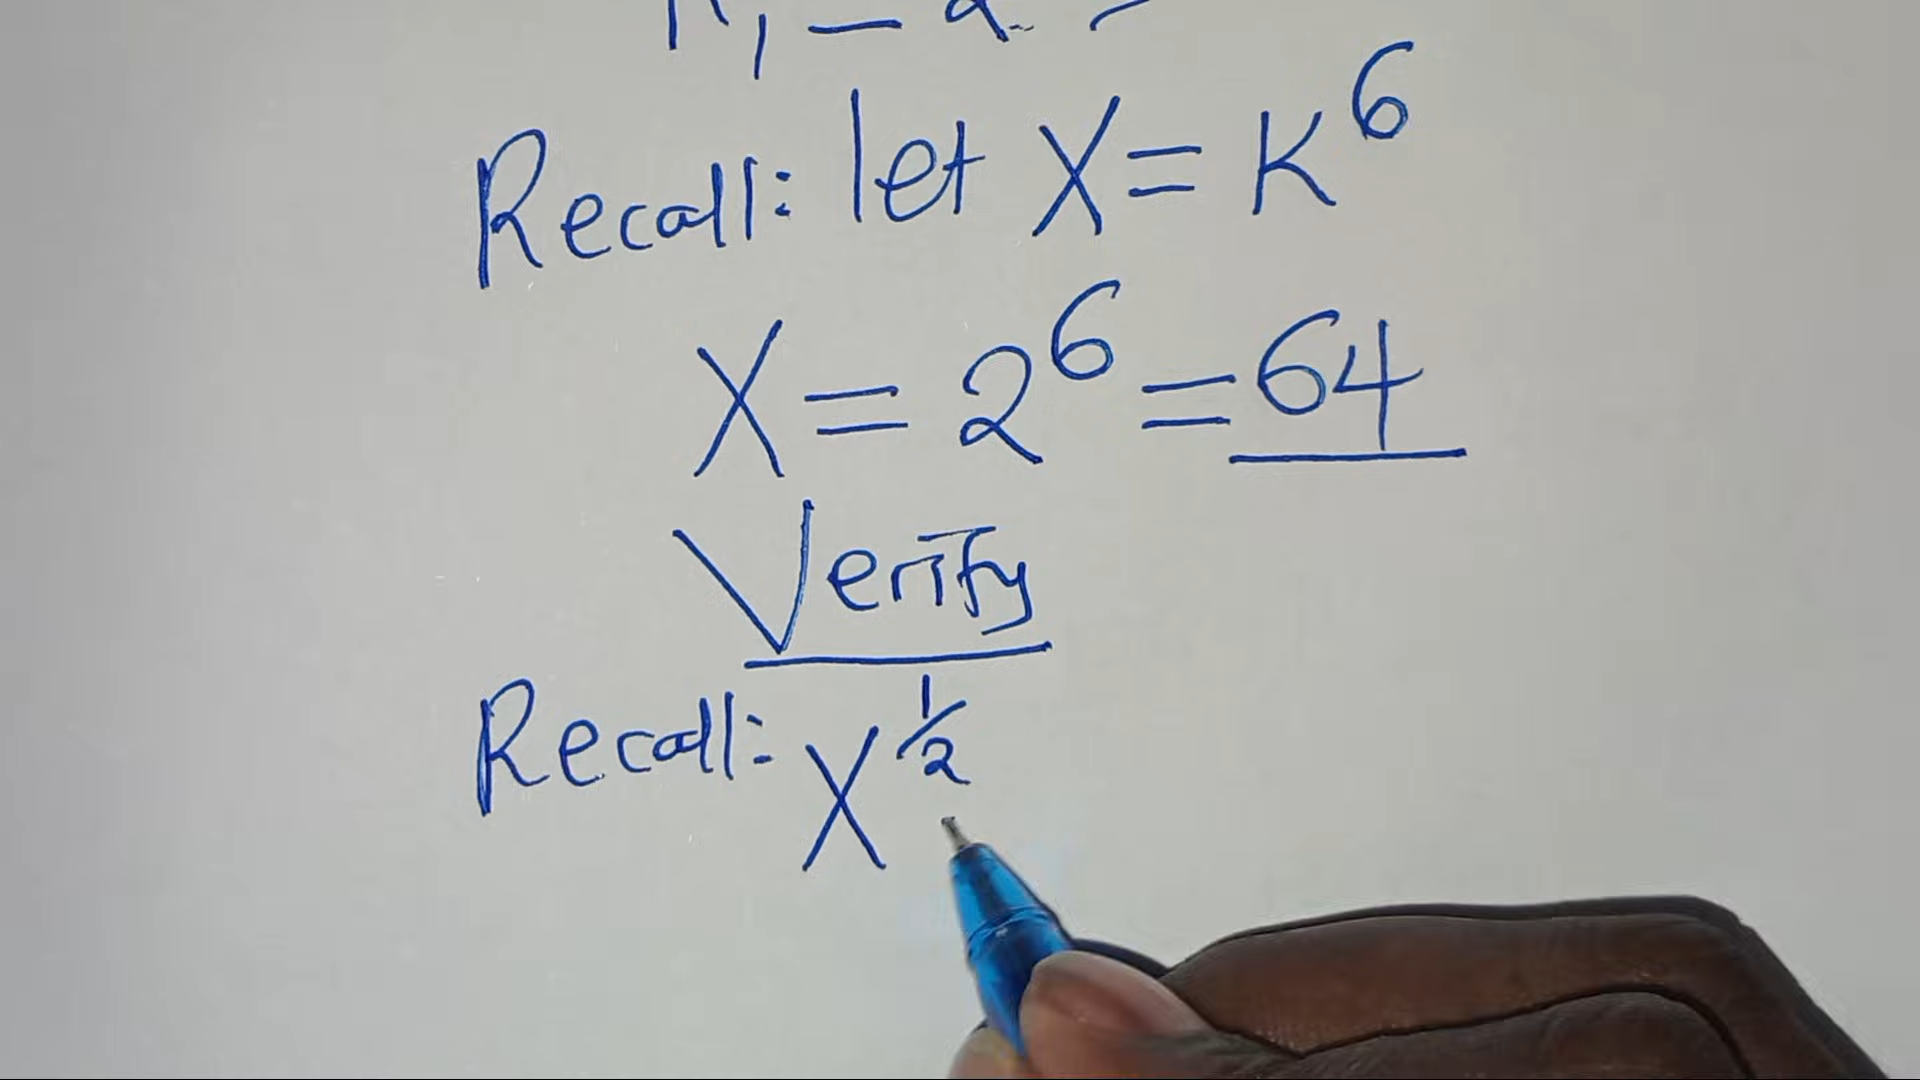 Recall: let X = K^6
X = 2^6 = 64
Verify
Recall: X^1/2